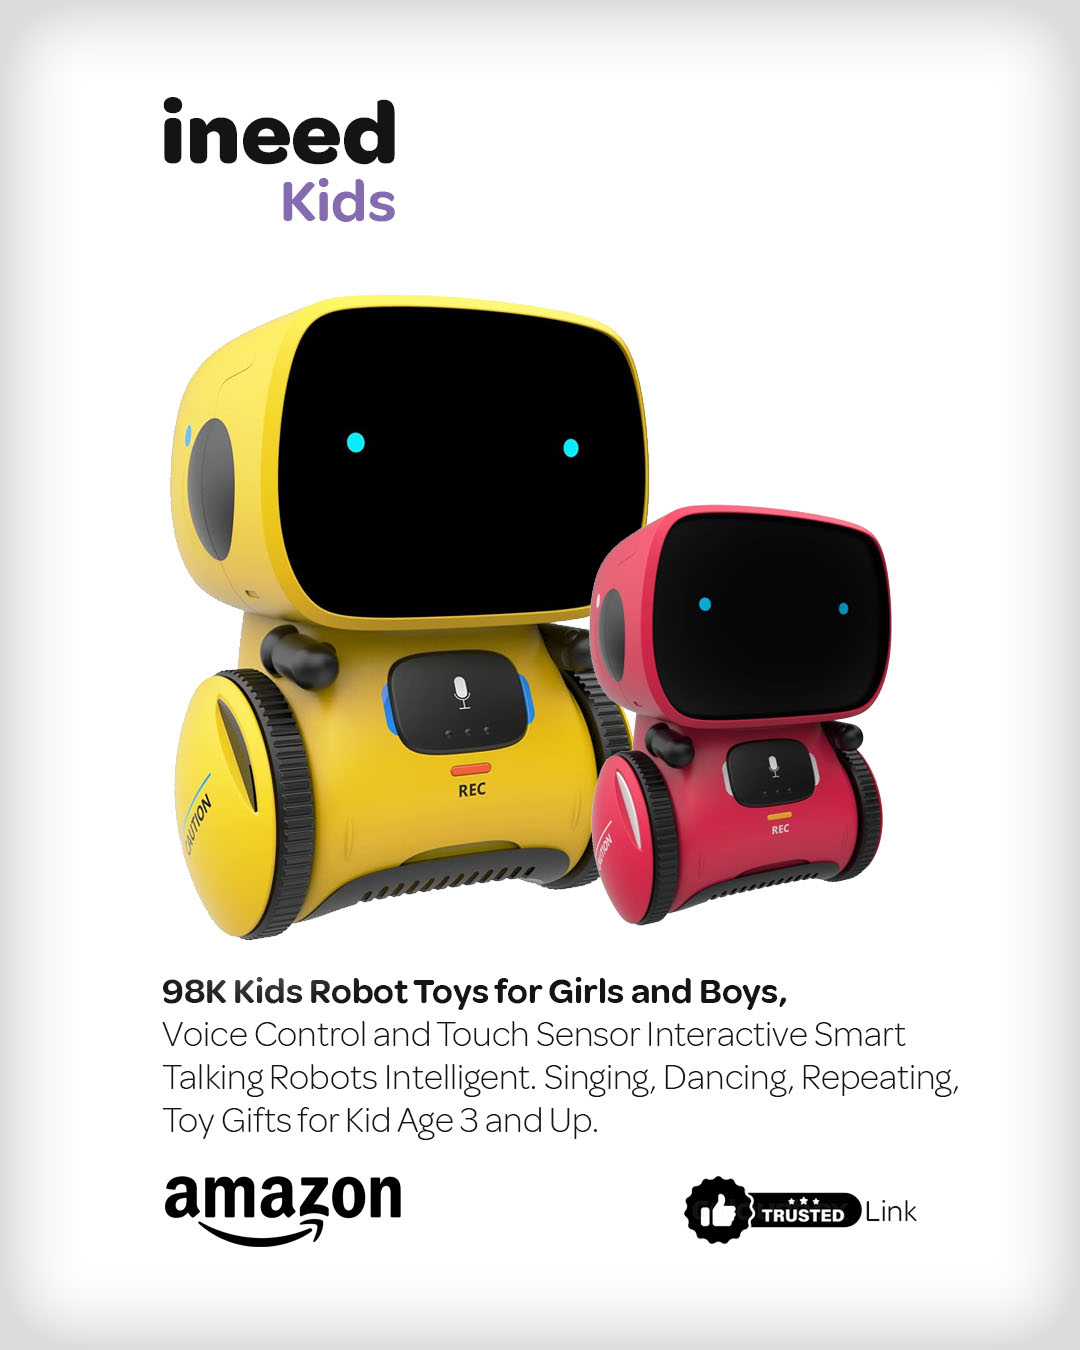 ineed
Kids
REC
CAUTION
REC
98K Kids Robot Toys for Girls and Boys,
Voice Control and Touch Sensor Interactive Smart
Talking Robots Intelligent. Singing, Dancing, Repeating,
Toy Gifts for Kid Age 3 and Up.
amazon
TRUSTED Link